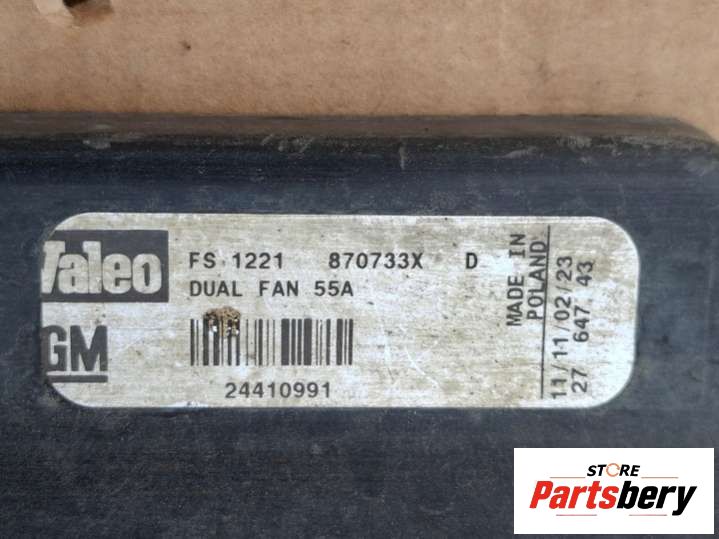 Valeo
GM
FS 1221 870733X D
DUAL FAN 55A
24410991
MADE IN
POLAND
11/11/02/23
27 647 43
STORE
Partsbery